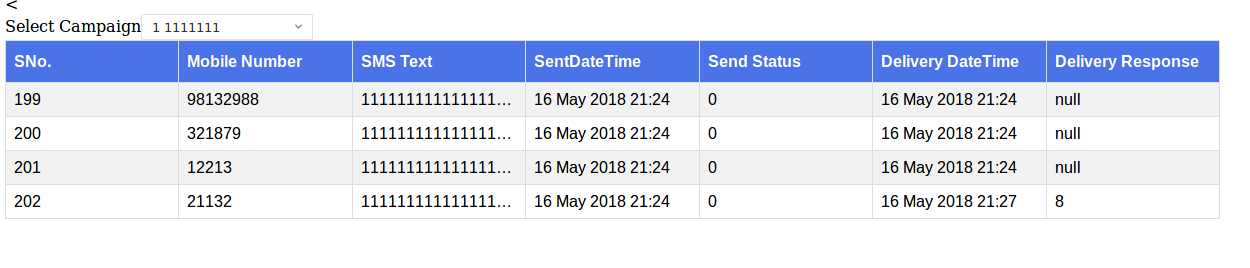 <
Select Campaign 1 1111111
SNo. Mobile Number SMS Text SentDateTime Send Status Delivery DateTime Delivery Response
199 98132988 111111111111111... 16 May 2018 21:24 0 16 May 2018 21:24 null
200 321879 111111111111111... 16 May 2018 21:24 0 16 May 2018 21:24 null
201 12213 111111111111111... 16 May 2018 21:24 0 16 May 2018 21:24 null
202 21132 111111111111111... 16 May 2018 21:24 0 16 May 2018 21:27 8